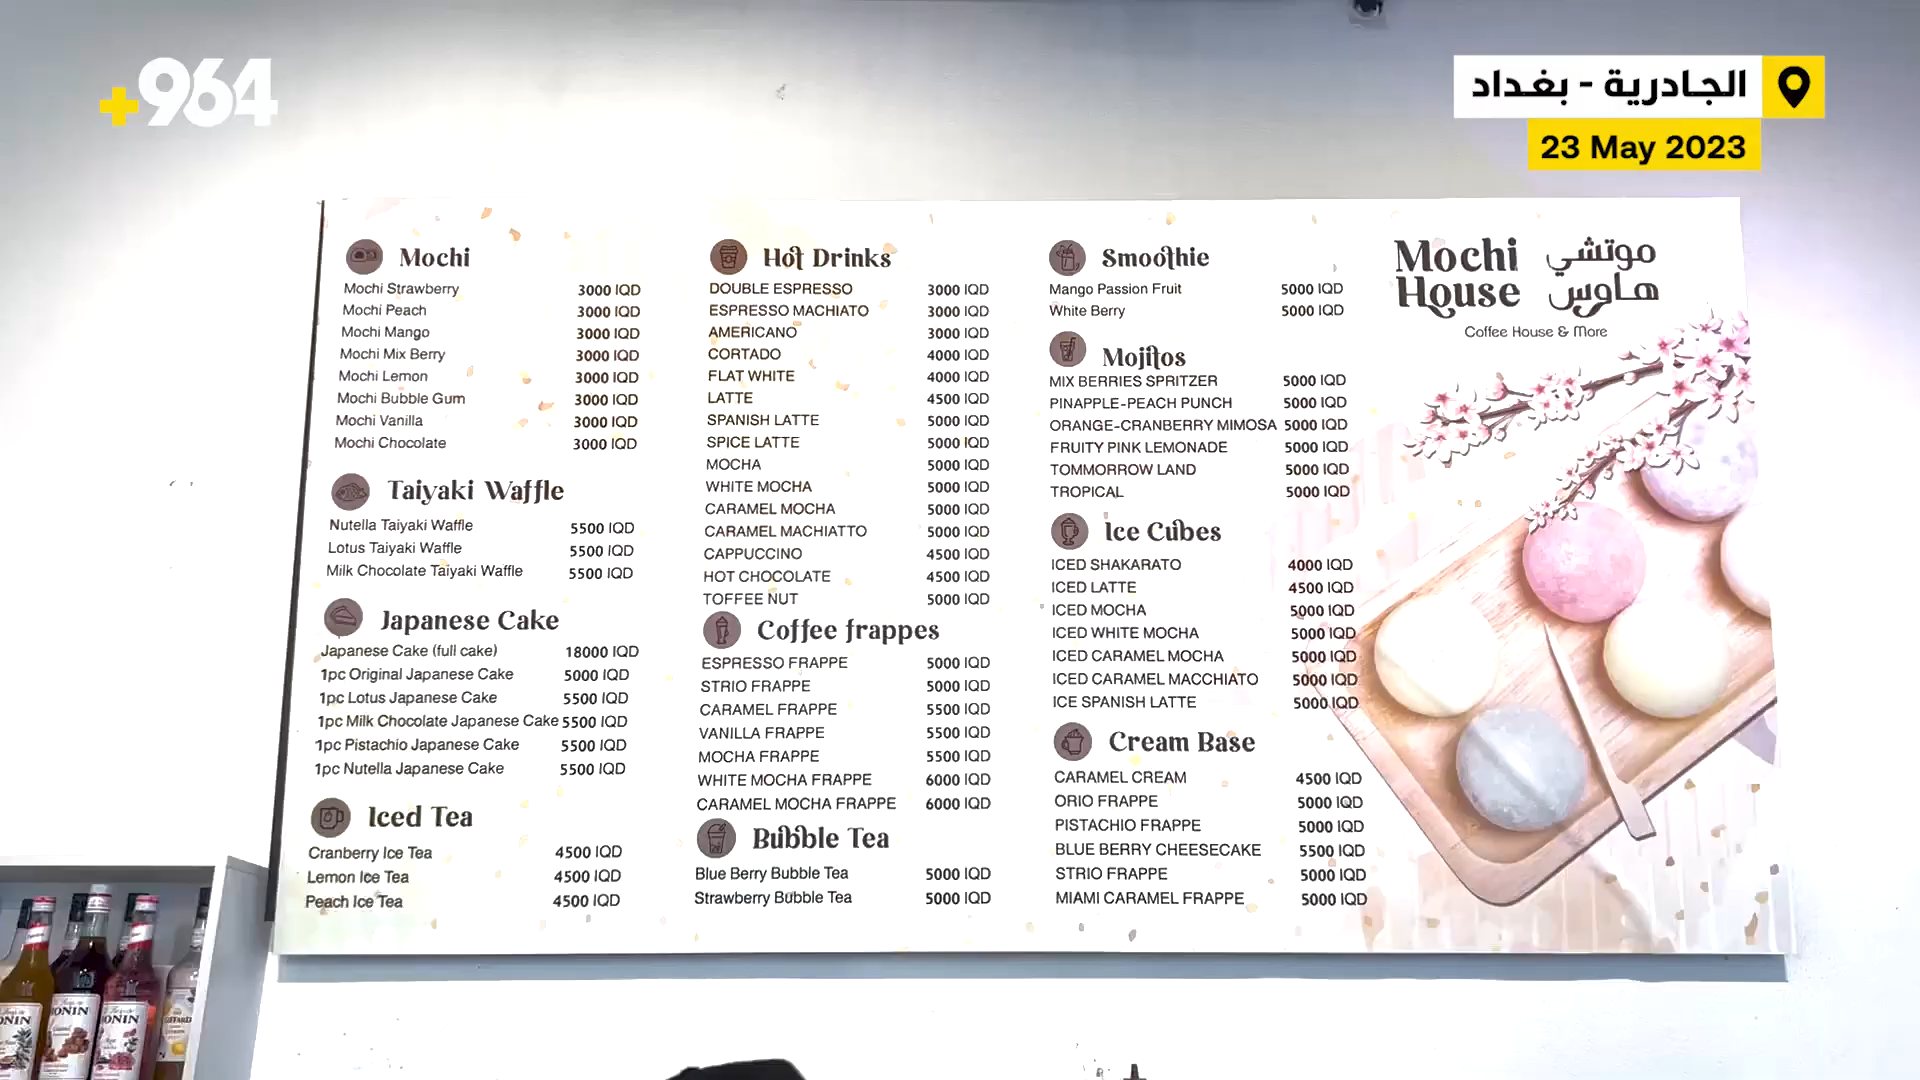 +964
الجادرية - بغداد
23 May 2023
Mochi
Mochi Strawberry 3000 IQD
Mochi Peach 3000 IQD
Mochi Mango 3000 IQD
Mochi Mix Berry 3000 IQD
Mochi Lemon 3000 IQD
Mochi Bubble Gum 3000 IQD
Mochi Vanilla 3000 IQD
Mochi Chocolate 3000 IQD
Taiyaki Waffle
Nutella Taiyaki Waffle 5500 IQD
Lotus Taiyaki Waffle 5500 IQD
Milk Chocolate Taiyaki Waffle 5500 IQD
Japanese Cake
Japanese Cake (full cake) 18000 IQD
1pc Original Japanese Cake 5000 IQD
1pc Lotus Japanese Cake 5500 IQD
1pc Milk Chocolate Japanese Cake 5500 IQD
1pc Pistachio Japanese Cake 5500 IQD
1pc Nutella Japanese Cake 5500 IQD
Iced Tea
Cranberry Ice Tea 4500 IQD
Lemon Ice Tea 4500 IQD
Peach Ice Tea 4500 IQD
Hot Drinks
DOUBLE ESPRESSO 3000 IQD
ESPRESSO MACHIATO 3000 IQD
AMERICANO 3000 IQD
CORTADO 4000 IQD
FLAT WHITE 4000 IQD
LATTE 4500 IQD
SPANISH LATTE 5000 IQD
SPICE LATTE 5000 IQD
MOCHA 5000 IQD
WHITE MOCHA 5000 IQD
CARAMEL MOCHA 5000 IQD
CARAMEL MACHIATTO 5000 IQD
CAPPUCCINO 4500 IQD
HOT CHOCOLATE 4500 IQD
TOFFEE NUT 5000 IQD
Coffee frappes
ESPRESSO FRAPPE 5000 IQD
STRIO FRAPPE 5000 IQD
CARAMEL FRAPPE 5500 IQD
VANILLA FRAPPE 5500 IQD
MOCHA FRAPPE 5500 IQD
WHITE MOCHA FRAPPE 6000 IQD
CARAMEL MOCHA FRAPPE 6000 IQD
Bubble Tea
Blue Berry Bubble Tea 5000 IQD
Strawberry Bubble Tea 5000 IQD
Smoothie
Mango Passion Fruit 5000 IQD
White Berry 5000 IQD
Mojitos
MIX BERRIES SPRITZER 5000 IQD
PINAPPLE-PEACH PUNCH 5000 IQD
ORANGE-CRANBERRY MIMOSA 5000 IQD
FRUITY PINK LEMONADE 5000 IQD
TOMMORROW LAND 5000 IQD
TROPICAL 5000 IQD
Ice Cubes
ICED SHAKARATO 4000 IQD
ICED LATTE 4500 IQD
ICED MOCHA 5000 IQD
ICED WHITE MOCHA 5000 IQD
ICED CARAMEL MOCHA 5000 IQD
ICED CARAMEL MACCHIATO 5000 IQD
ICE SPANISH LATTE 5000 IQD
Cream Base
CARAMEL CREAM 4500 IQD
ORIO FRAPPE 5000 IQD
PISTACHIO FRAPPE 5000 IQD
BLUE BERRY CHEESECAKE 5500 IQD
STRIO FRAPPE 5000 IQD
MIAMI CARAMEL FRAPPE 5000 IQD
Mochi House
موتشي هاوس
Coffee House & More
MONIN
MONIN
MONIN